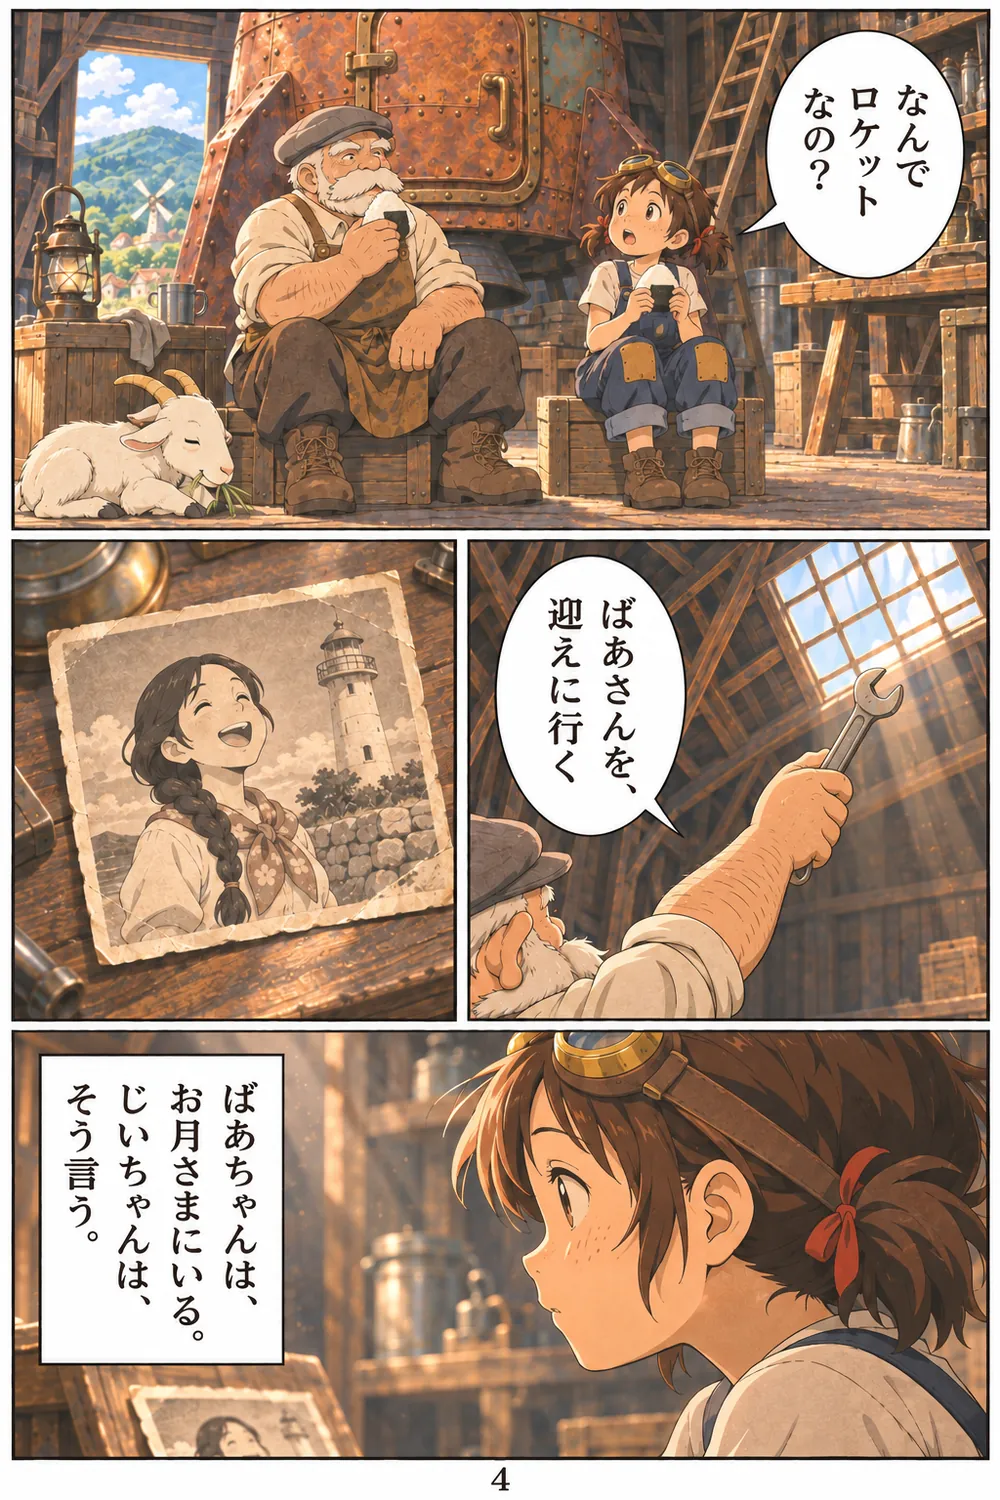 なんで
ロケット
なの?
ばあさんを、
迎えに行く
ばあちゃんは、
お月さまにいる。
じいちゃんは、
そう言う。
4